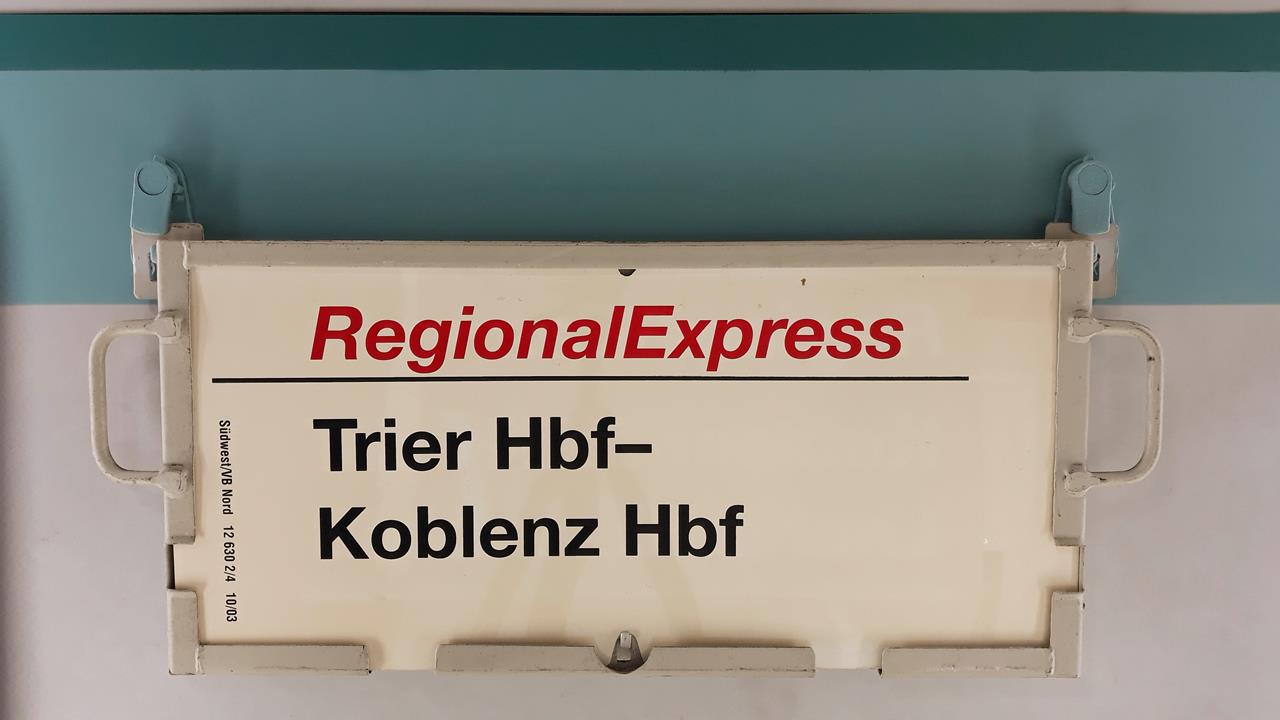 RegionalExpress
Trier Hbf–
Koblenz Hbf
Südwest/VB Nord 12 630 2/4 10/03